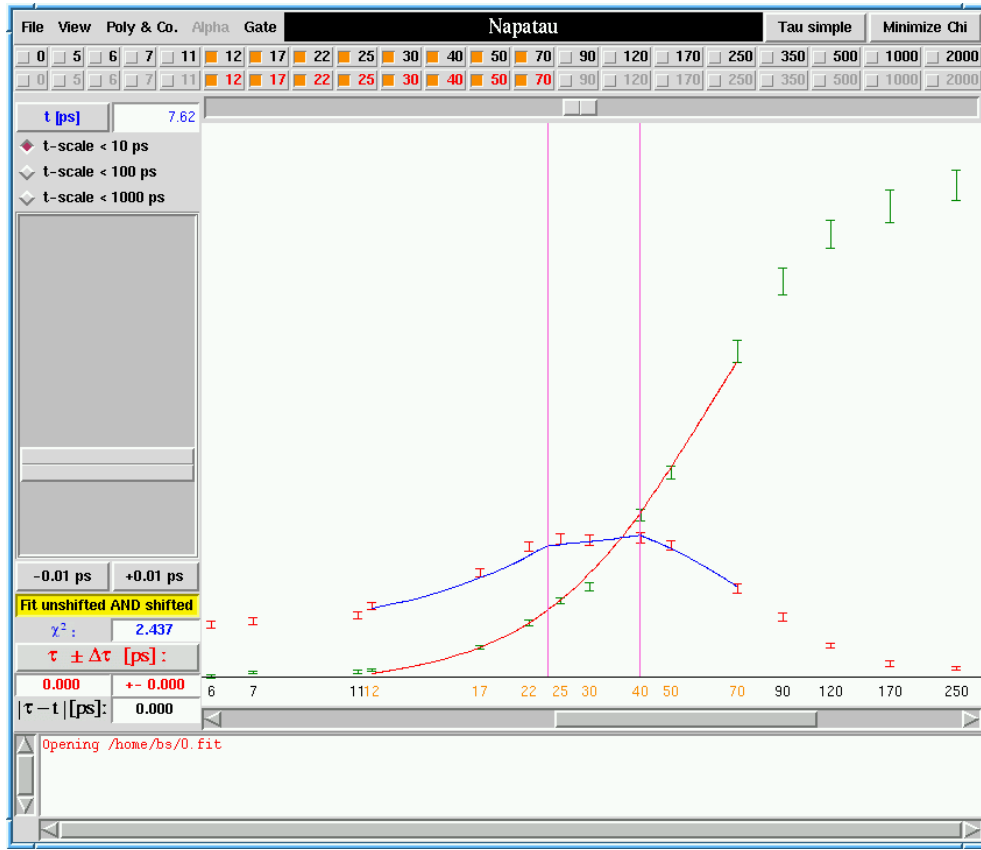 File View Poly & Co. Alpha Gate Napatau Tau simple Minimize Chi
0 5 6 7 11 12 17 22 25 30 40 50 70 90 120 170 250 350 500 1000 2000
0 5 6 7 11 12 17 22 25 30 40 50 70 90 120 170 250 350 500 1000 2000
t [ps] 7.62
t-scale < 10 ps
t-scale < 100 ps
t-scale < 1000 ps
-0.01 ps +0.01 ps
Fit unshifted AND shifted
χ² : 2.437
τ ± Δτ [ps] :
0.000 +- 0.000
|τ-t|[ps]: 0.000
6 7 11 12 17 22 25 30 40 50 70 90 120 170 250
Opening /home/bs/0.fit